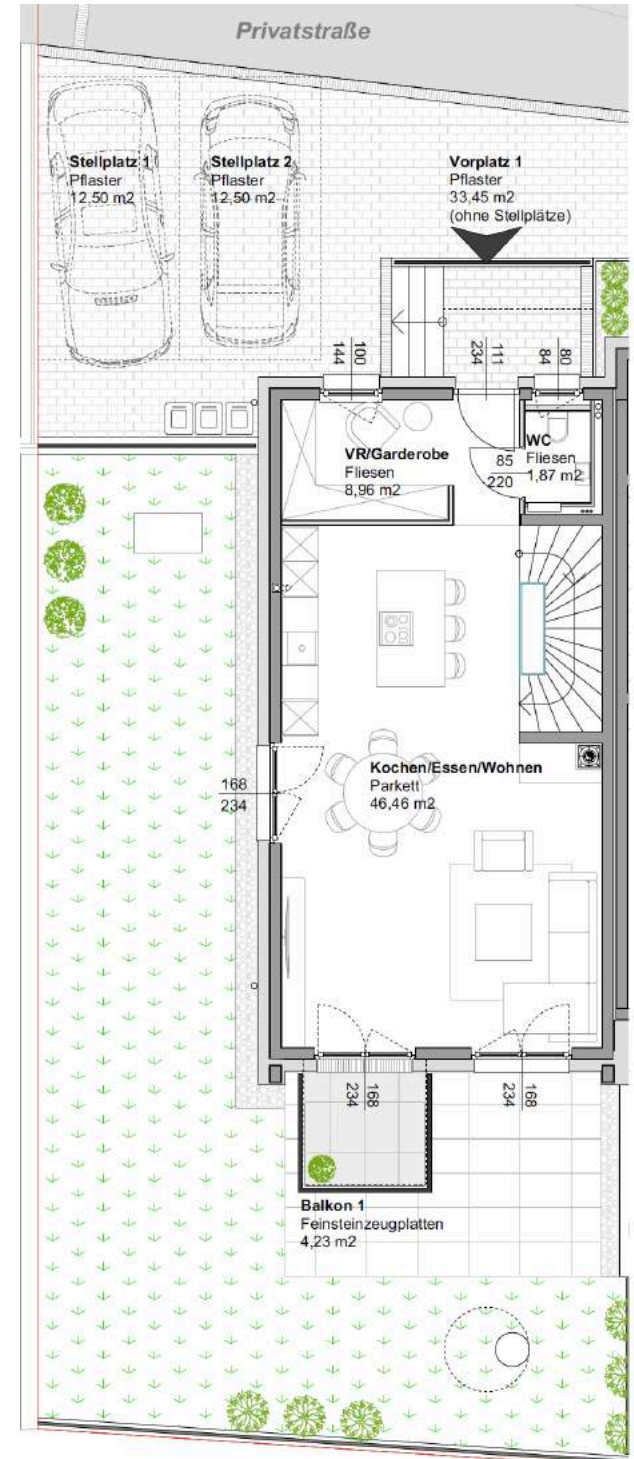 Privatstraße
Stellplatz 1
Pflaster
12,50 m2
Stellplatz 2
Pflaster
12,50 m2
Vorplatz 1
Pflaster
33,45 m2
(ohne Stellplätze)
100
144
111
234
80
84
VR/Garderobe
Fliesen
8,96 m2
85
220
WC
Fliesen
1,87 m2
168
234
Kochen/Essen/Wohnen
Parkett
46,46 m2
168
234
168
234
Balkon 1
Feinsteinzeugplatten
4,23 m2